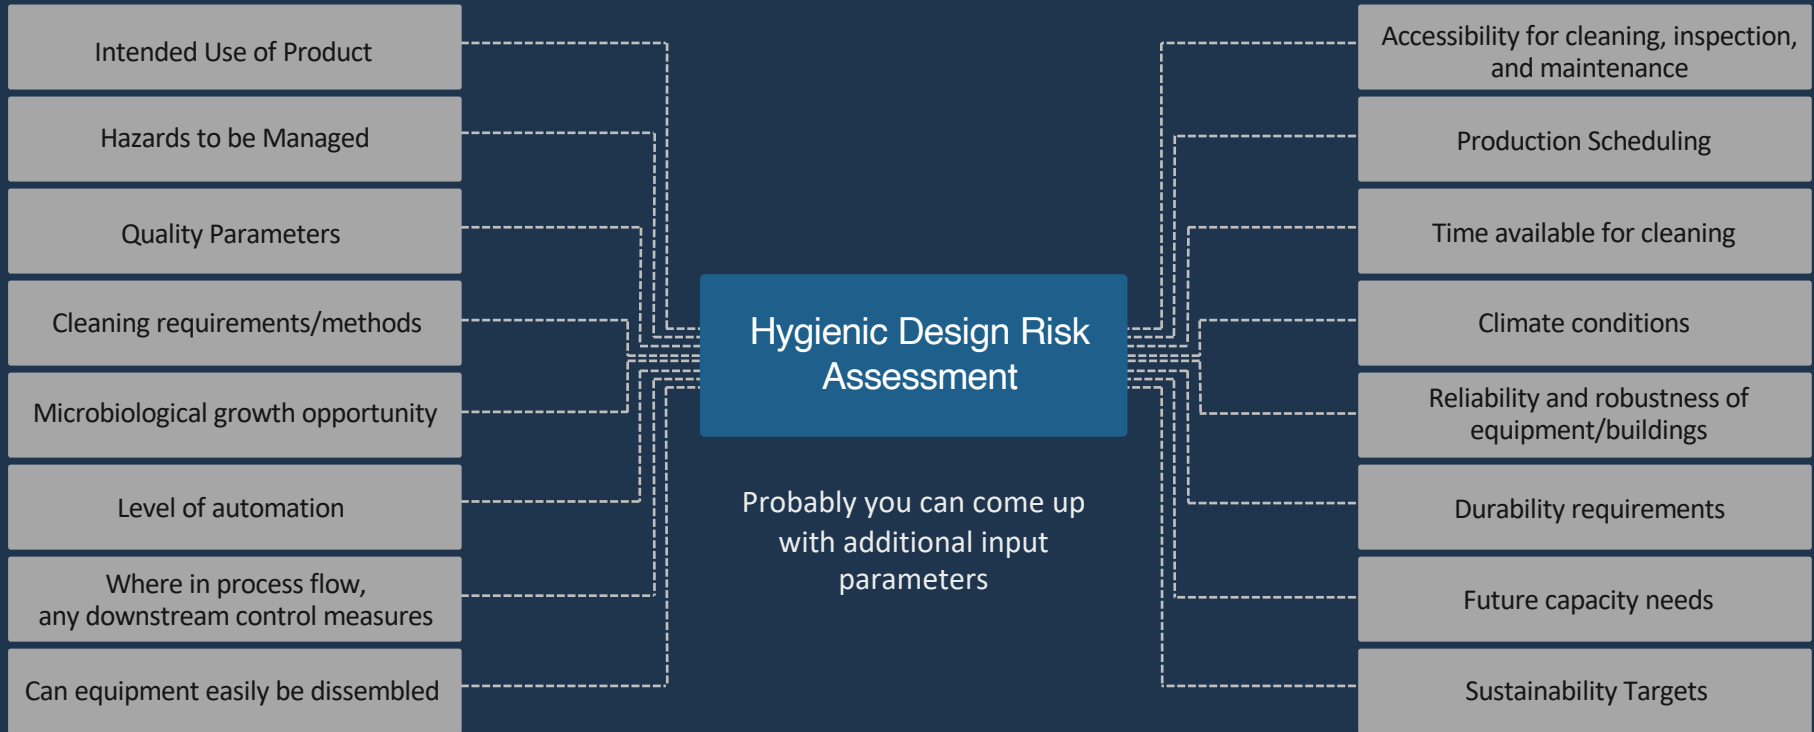 Intended Use of Product
Hazards to be Managed
Quality Parameters
Cleaning requirements/methods
Microbiological growth opportunity
Level of automation
Where in process flow,
any downstream control measures
Can equipment easily be dissembled
Hygienic Design Risk
Assessment
Probably you can come up
with additional input
parameters
Accessibility for cleaning, inspection,
and maintenance
Production Scheduling
Time available for cleaning
Climate conditions
Reliability and robustness of
equipment/buildings
Durability requirements
Future capacity needs
Sustainability Targets